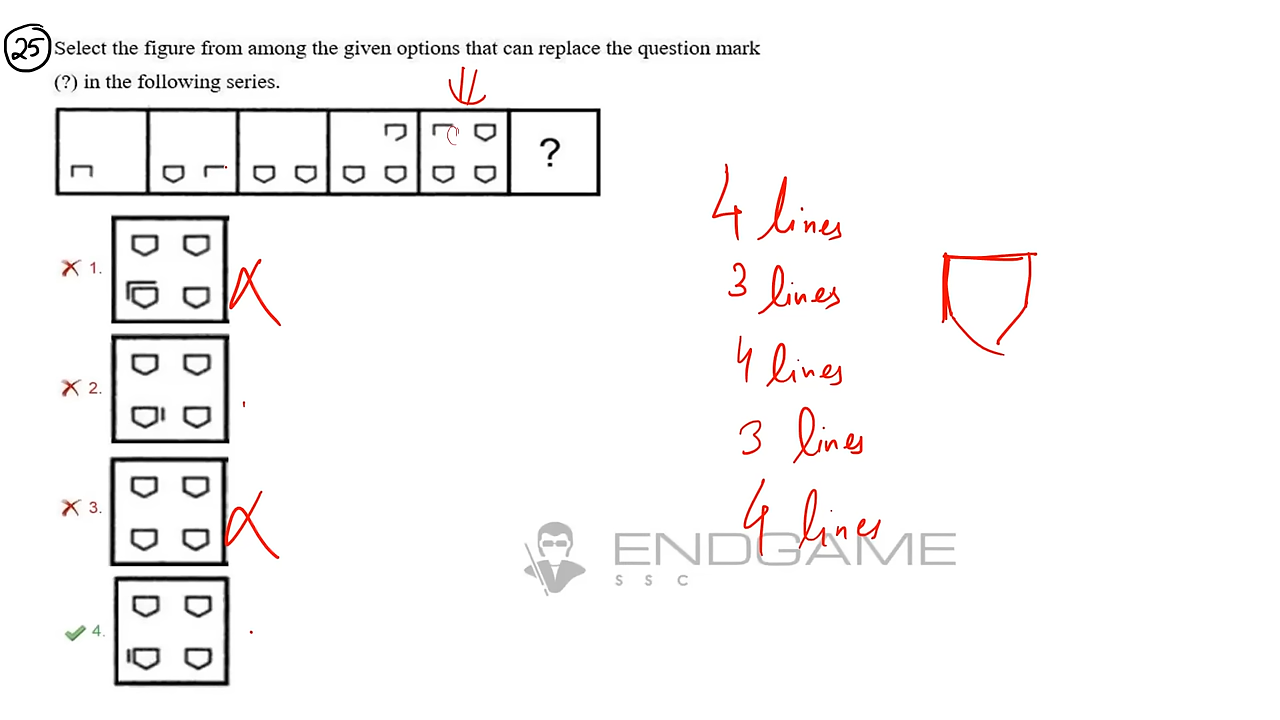 25 Select the figure from among the given options that can replace the question mark
(?) in the following series.
?
1.
2.
3.
4.
4 lines
3 lines
4 lines
3 lines
4 lines
ENDGAME
SSC